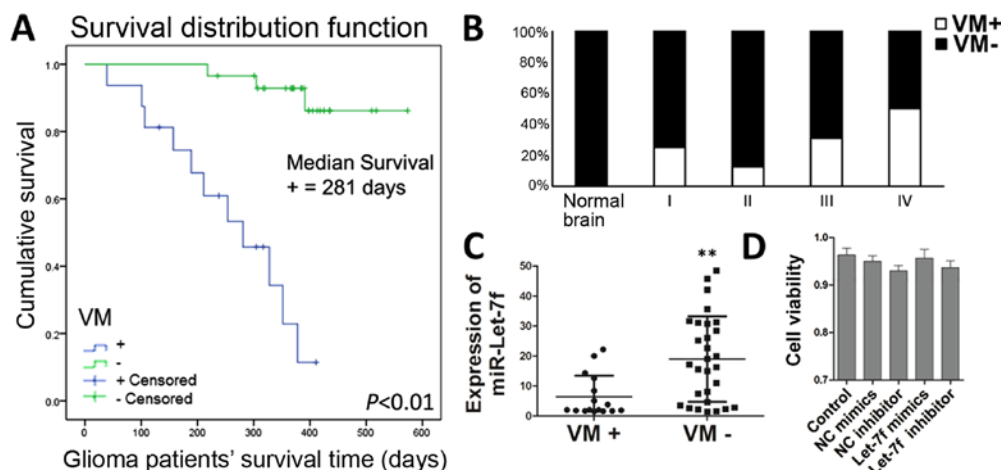 A
Survival distribution function
Cumulative survival
1.0
0.8
0.6
0.4
0.2
0.0
Median Survival
+ = 281 days
VM
+
-
+ Censored
- Censored
P<0.01
0 100 200 300 400 500 600
Glioma patients' survival time (days)
B
VM+
VM-
100%
80%
60%
40%
20%
0%
Normal
brain
I II III IV
C
Expression of
miR-Let-7f
50
40
30
20
10
0
**
VM + VM -
D
Cell viability
1.0
0.9
0.8
0.7
Control
NC mimics
NC inhibitor
Let-7f mimics
Let-7f inhibitor